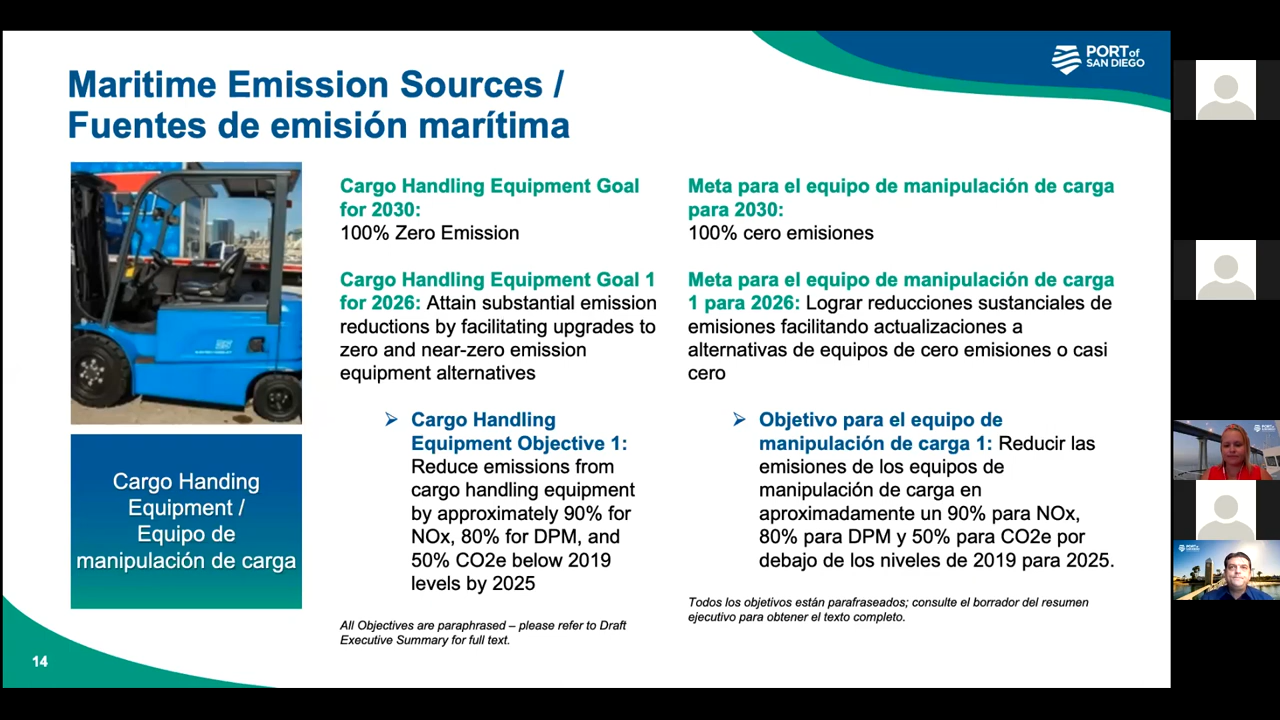 Maritime Emission Sources /
Fuentes de emisión marítima
PORT of
SAN DIEGO
Cargo Handing
Equipment /
Equipo de
manipulación de carga
Cargo Handling Equipment Goal
for 2030:
100% Zero Emission
Cargo Handling Equipment Goal 1
for 2026: Attain substantial emission
reductions by facilitating upgrades to
zero and near-zero emission
equipment alternatives
Cargo Handling
Equipment Objective 1:
Reduce emissions from
cargo handling equipment
by approximately 90% for
NOx, 80% for DPM, and
50% CO2e below 2019
levels by 2025
All Objectives are paraphrased – please refer to Draft
Executive Summary for full text.
Meta para el equipo de manipulación de carga
para 2030:
100% cero emisiones
Meta para el equipo de manipulación de carga
1 para 2026: Lograr reducciones sustanciales de
emisiones facilitando actualizaciones a
alternativas de equipos de cero emisiones o casi
cero
Objetivo para el equipo de
manipulación de carga 1: Reducir las
emisiones de los equipos de
manipulación de carga en
aproximadamente un 90% para NOx,
80% para DPM y 50% para CO2e por
debajo de los niveles de 2019 para 2025.
Todos los objetivos están parafraseados; consulte el borrador del resumen
ejecutivo para obtener el texto completo.
14